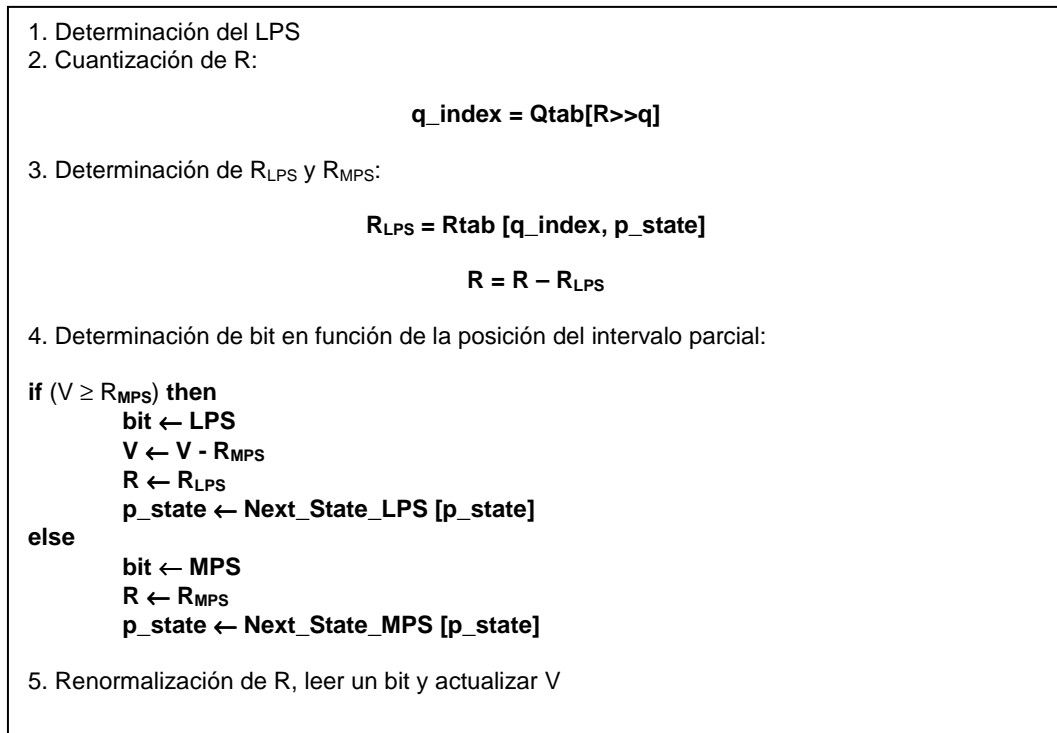 1. Determinación del LPS
2. Cuantización de R:
q_index = Qtab[R>>q]
3. Determinación de RLPS y RMPS:
RLPS = Rtab [q_index, p_state]
R = R – RLPS
4. Determinación de bit en función de la posición del intervalo parcial:
if (V ≥ RMPS) then
bit ← LPS
V ← V - RMPS
R ← RLPS
p_state ← Next_State_LPS [p_state]
else
bit ← MPS
R ← RMPS
p_state ← Next_State_MPS [p_state]
5. Renormalización de R, leer un bit y actualizar V